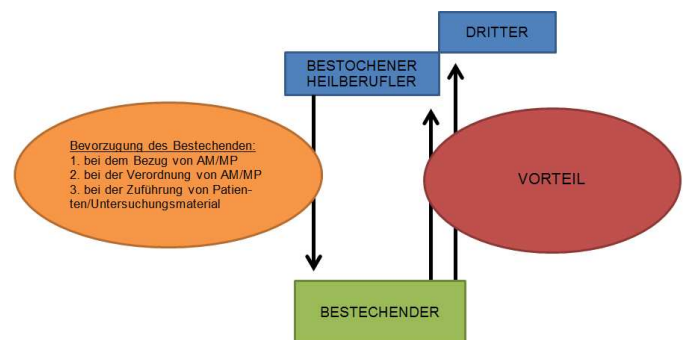 DRITTER
BESTOCHENER
HEILBERUFLER
Bevorzugung des Bestechenden:
1. bei dem Bezug von AM/MP
2. bei der Verordnung von AM/MP
3. bei der Zuführung von Patien-
ten/Untersuchungsmaterial
VORTEIL
BESTECHENDER